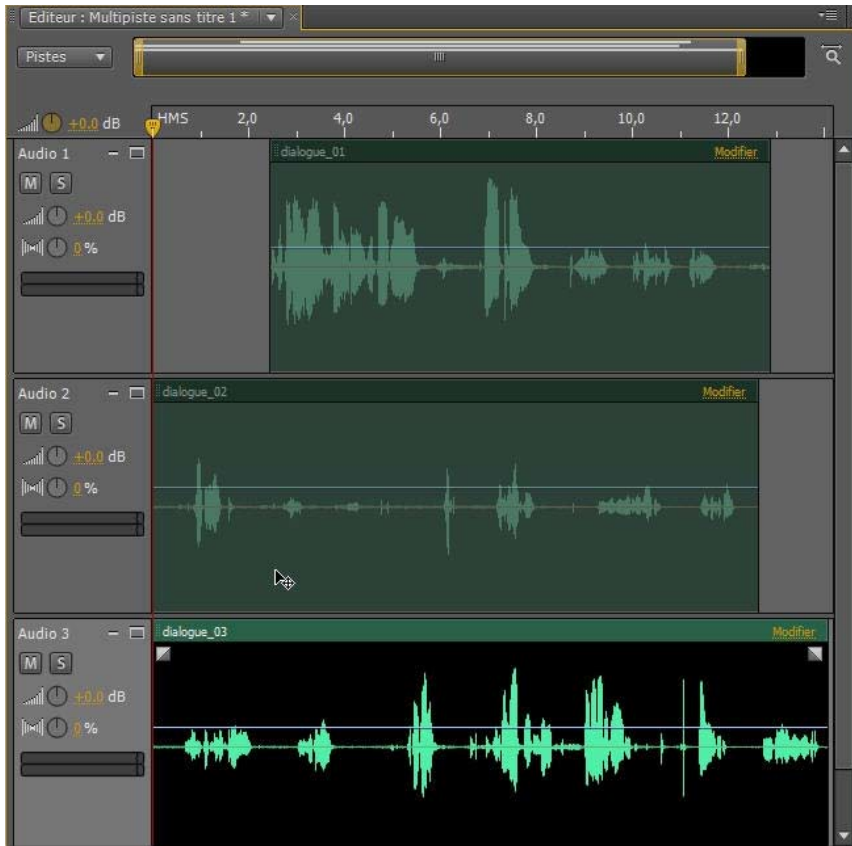 Editeur : Multipiste sans titre 1 *
Pistes
+0.0 dB
HMS 2,0 4,0 6,0 8,0 10,0 12,0
Audio 1
dialogue_01 Modifier
M S
+0.0 dB
0 %
Audio 2
dialogue_02 Modifier
M S
+0.0 dB
0 %
Audio 3
dialogue_03 Modifier
M S
+0.0 dB
0 %